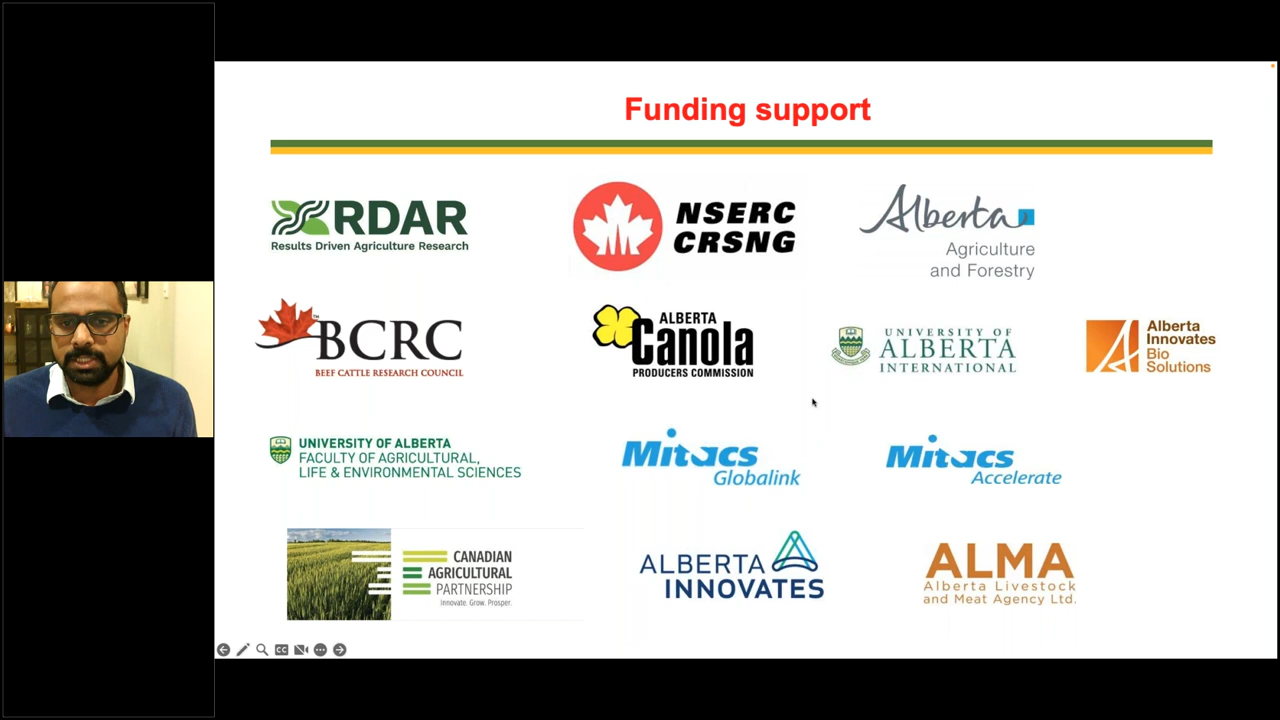 Funding support
RDAR
Results Driven Agriculture Research
NSERC
CRSNG
Alberta
Agriculture
and Forestry
BCRC
BEEF CATTLE RESEARCH COUNCIL
ALBERTA
Canola
PRODUCERS COMMISSION
UNIVERSITY OF
ALBERTA
INTERNATIONAL
Alberta
Innovates
Bio
Solutions
UNIVERSITY OF ALBERTA
FACULTY OF AGRICULTURAL,
LIFE & ENVIRONMENTAL SCIENCES
Mitacs
Globalink
Mitacs
Accelerate
CANADIAN
AGRICULTURAL
PARTNERSHIP
Innovate. Grow. Prosper.
ALBERTA
INNOVATES
ALMA
Alberta Livestock
and Meat Agency Ltd.
CC